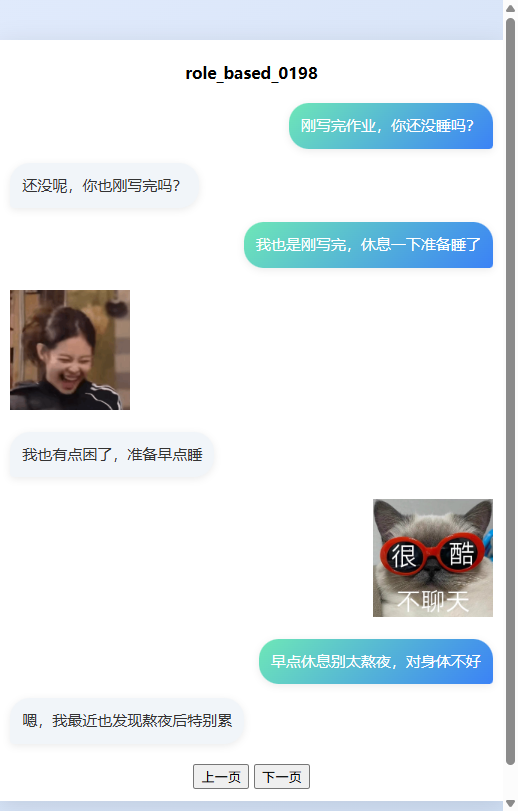 role_based_0198
刚写完作业，你还没睡吗？
还没呢，你也刚写完吗？
我也是刚写完，休息一下准备睡了
我也有点困了，准备早点睡
很 酷
不聊天
早点休息别太熬夜，对身体不好
嗯，我最近也发现熬夜后特别累
上一页 下一页